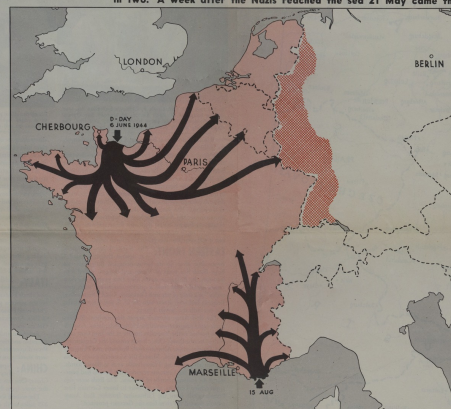 in two. A week after the Nazis reached the sea 21 May came th
LONDON
BERLIN
D-DAY
6 JUNE 1944
CHERBOURG
PARIS
MARSEILLE
15 AUG